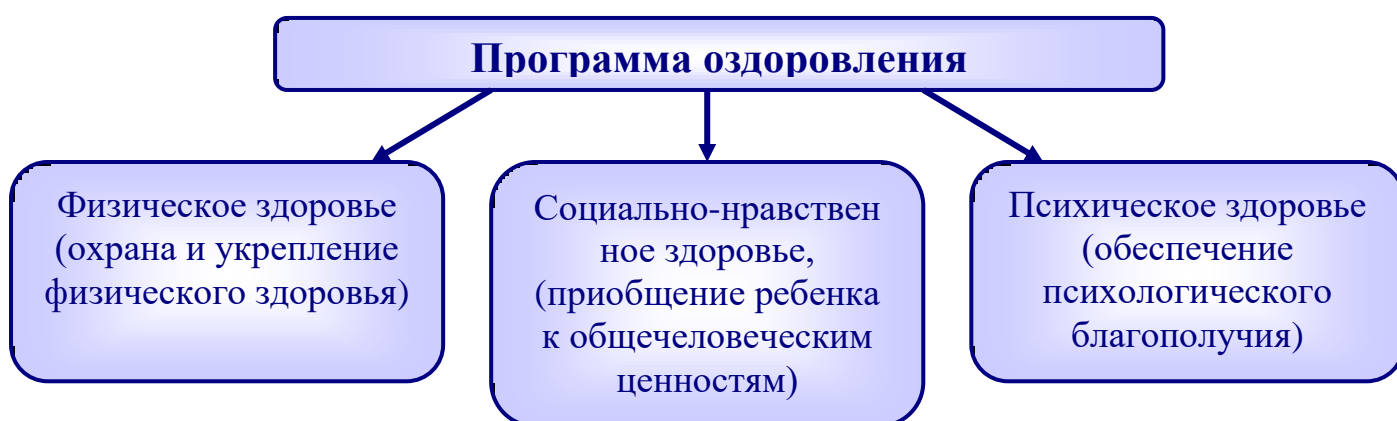 Программа оздоровления
Физическое здоровье
(охрана и укрепление
физического здоровья)
Социально-нравствен
ное здоровье,
(приобщение ребенка
к общечеловеческим
ценностям)
Психическое здоровье
(обеспечение
психологического
благополучия)